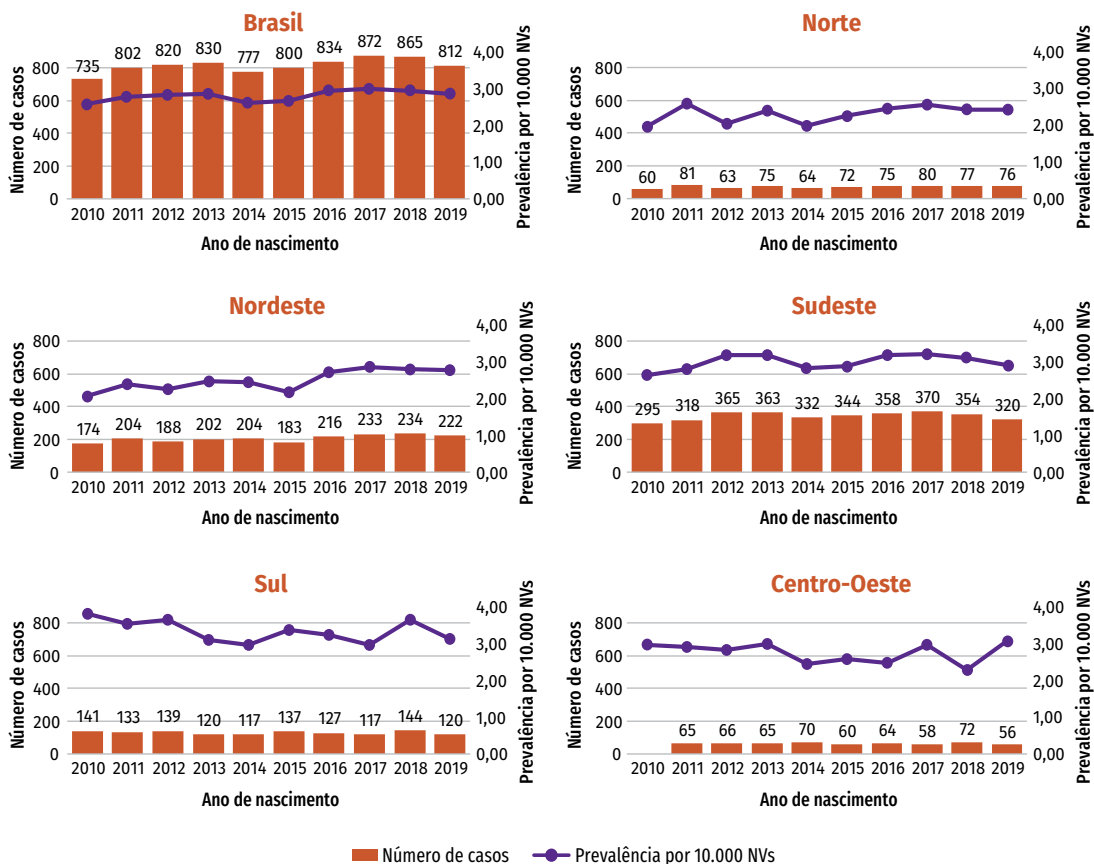 Brasil
Número de casos
Prevalência por 10.000 NVs
800
600
400
200
0
4,00
3,00
2,00
1,00
0,00
735 802 820 830 777 800 834 872 865 812
2010 2011 2012 2013 2014 2015 2016 2017 2018 2019
Ano de nascimento
Norte
Número de casos
Prevalência por 10.000 NVs
800
600
400
200
0
4,00
3,00
2,00
1,00
0,00
60 81 63 75 64 72 75 80 77 76
2010 2011 2012 2013 2014 2015 2016 2017 2018 2019
Ano de nascimento
Nordeste
Número de casos
Prevalência por 10.000 NVs
800
600
400
200
0
4,00
3,00
2,00
1,00
0,00
174 204 188 202 204 183 216 233 234 222
2010 2011 2012 2013 2014 2015 2016 2017 2018 2019
Ano de nascimento
Sudeste
Número de casos
Prevalência por 10.000 NVs
800
600
400
200
0
4,00
3,00
2,00
1,00
0,00
295 318 365 363 332 344 358 370 354 320
2010 2011 2012 2013 2014 2015 2016 2017 2018 2019
Ano de nascimento
Sul
Número de casos
Prevalência por 10.000 NVs
800
600
400
200
0
4,00
3,00
2,00
1,00
0,00
141 133 139 120 117 137 127 117 144 120
2010 2011 2012 2013 2014 2015 2016 2017 2018 2019
Ano de nascimento
Centro-Oeste
Número de casos
Prevalência por 10.000 NVs
800
600
400
200
0
4,00
3,00
2,00
1,00
0,00
65 66 65 70 60 64 58 72 56
2010 2011 2012 2013 2014 2015 2016 2017 2018 2019
Ano de nascimento
Número de casos Prevalência por 10.000 NVs